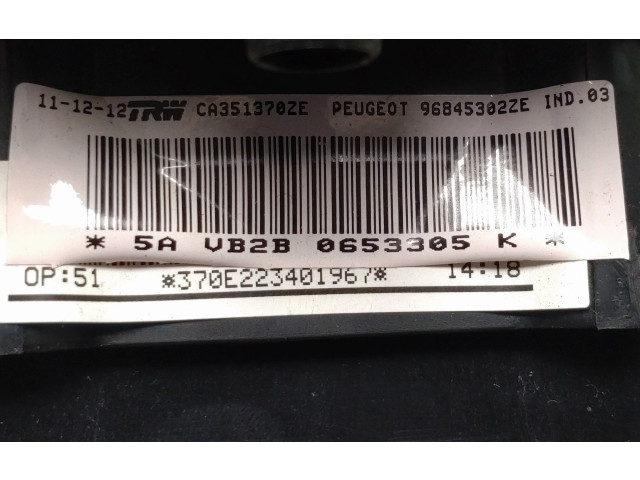 11-12-12 TRW CA351370ZE PEUGEOT 96845302ZE IND.03
* 5A VB2B 0653305 K *
OP:51 *370E223401967* 14:18